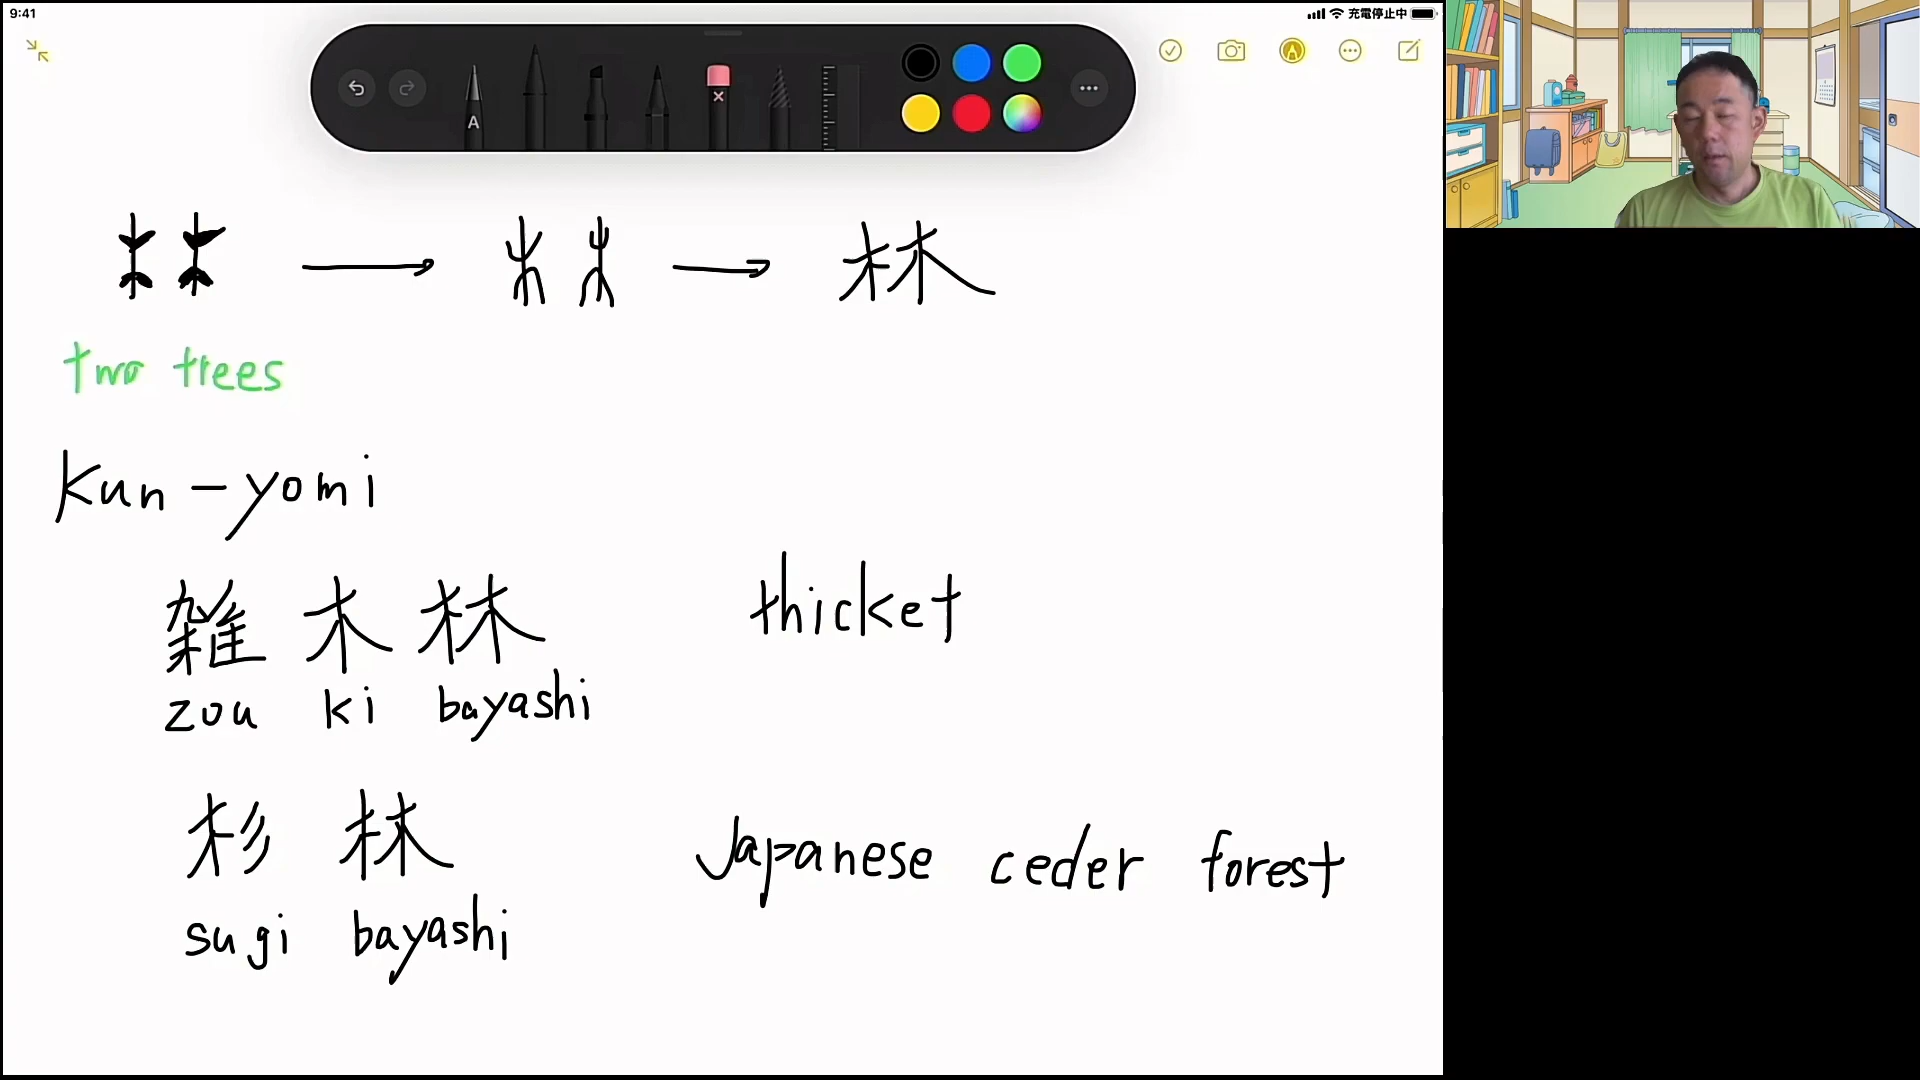 9:41
充電停止中
A
林
two trees
Kun-yomi
雑木林 thicket
zou ki bayashi
杉林 Japanese ceder forest
sugi bayashi